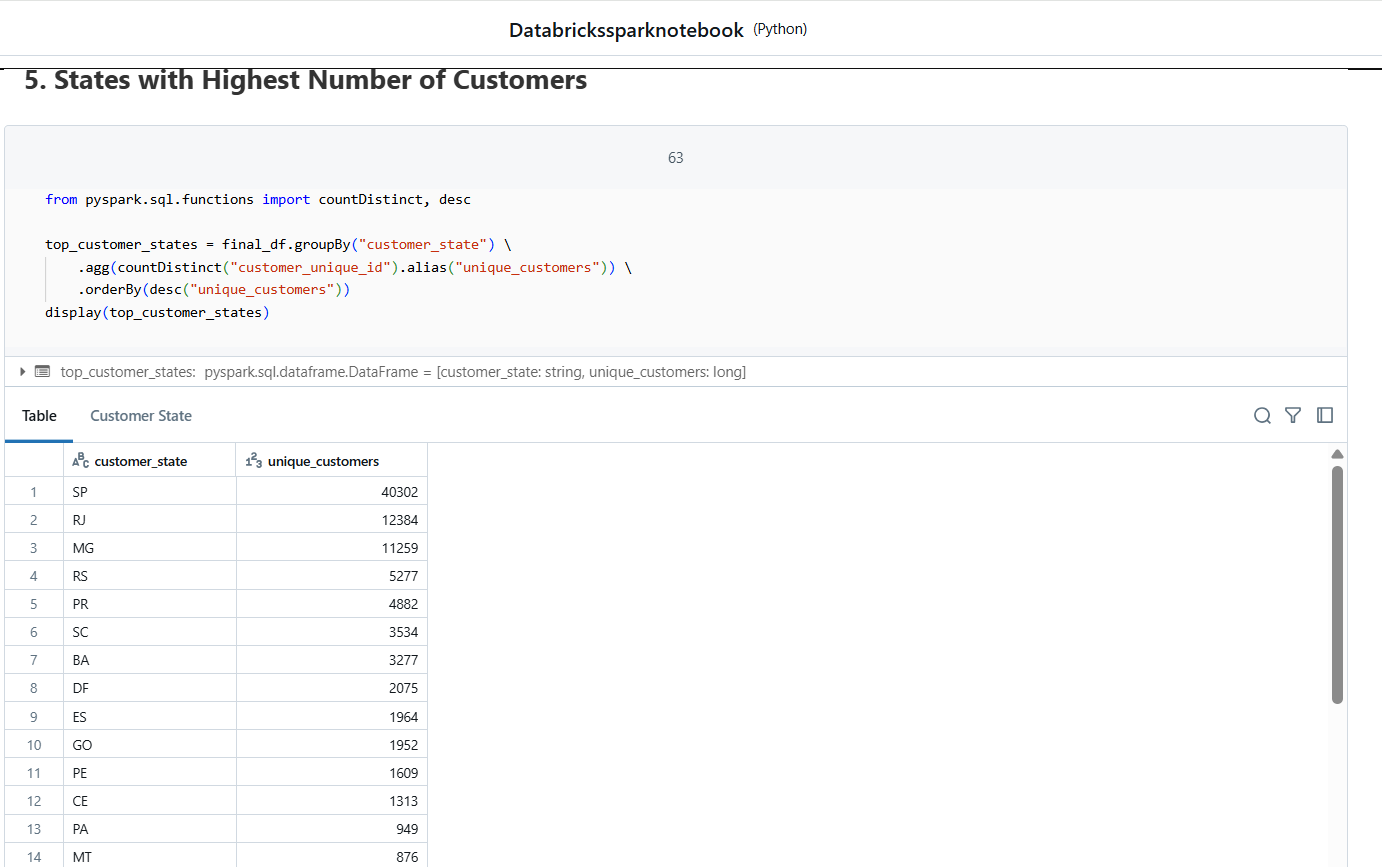 Databrickssparknotebook (Python)
5. States with Highest Number of Customers
63
from pyspark.sql.functions import countDistinct, desc
top_customer_states = final_df.groupBy("customer_state") \
.agg(countDistinct("customer_unique_id").alias("unique_customers")) \
.orderBy(desc("unique_customers"))
display(top_customer_states)
top_customer_states: pyspark.sql.dataframe.DataFrame = [customer_state: string, unique_customers: long]
Table Customer State
ABC customer_state 123 unique_customers
1 SP 40302
2 RJ 12384
3 MG 11259
4 RS 5277
5 PR 4882
6 SC 3534
7 BA 3277
8 DF 2075
9 ES 1964
10 GO 1952
11 PE 1609
12 CE 1313
13 PA 949
14 MT 876